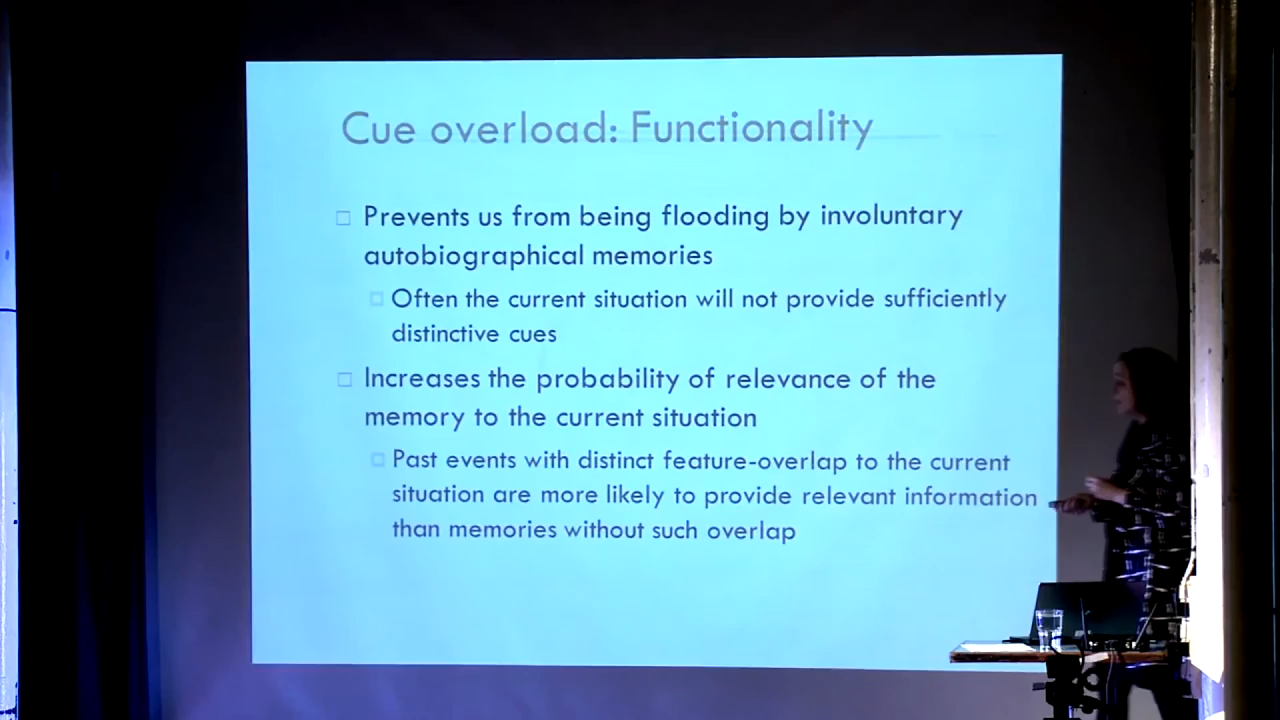 Cue overload: Functionality
Prevents us from being flooding by involuntary
autobiographical memories
Often the current situation will not provide sufficiently
distinctive cues
Increases the probability of relevance of the
memory to the current situation
Past events with distinct feature-overlap to the current
situation are more likely to provide relevant information
than memories without such overlap